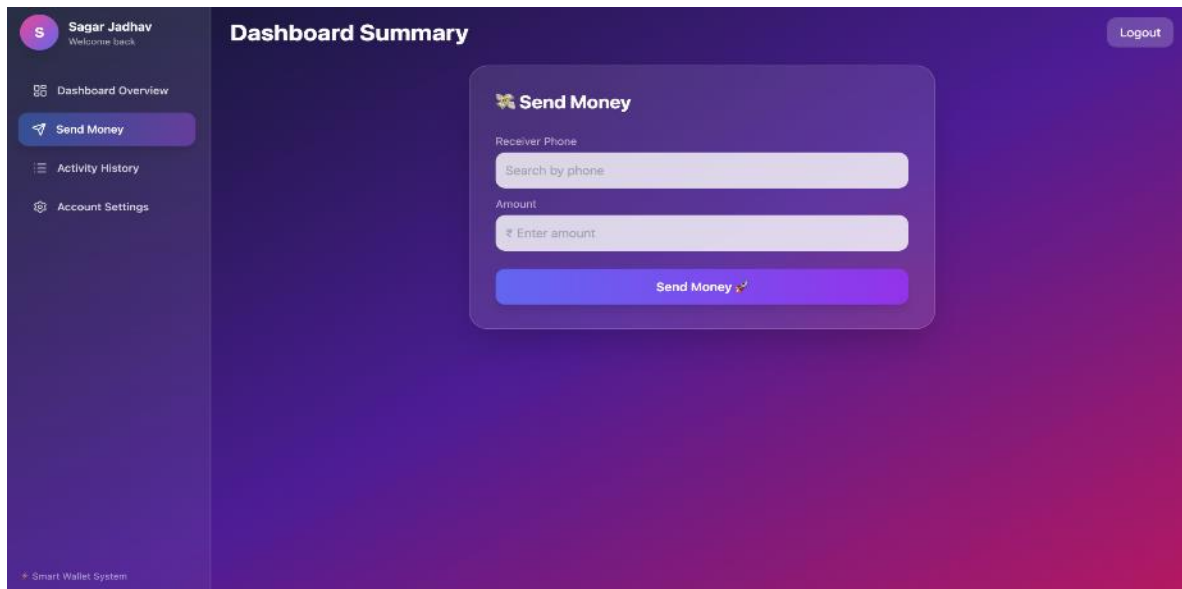 S
Sagar Jadhav
Welcome back
Dashboard Overview
Send Money
Activity History
Account Settings
⚡ Smart Wallet System
Dashboard Summary
Logout
💸 Send Money
Receiver Phone
Search by phone
Amount
₹ Enter amount
Send Money 🚀